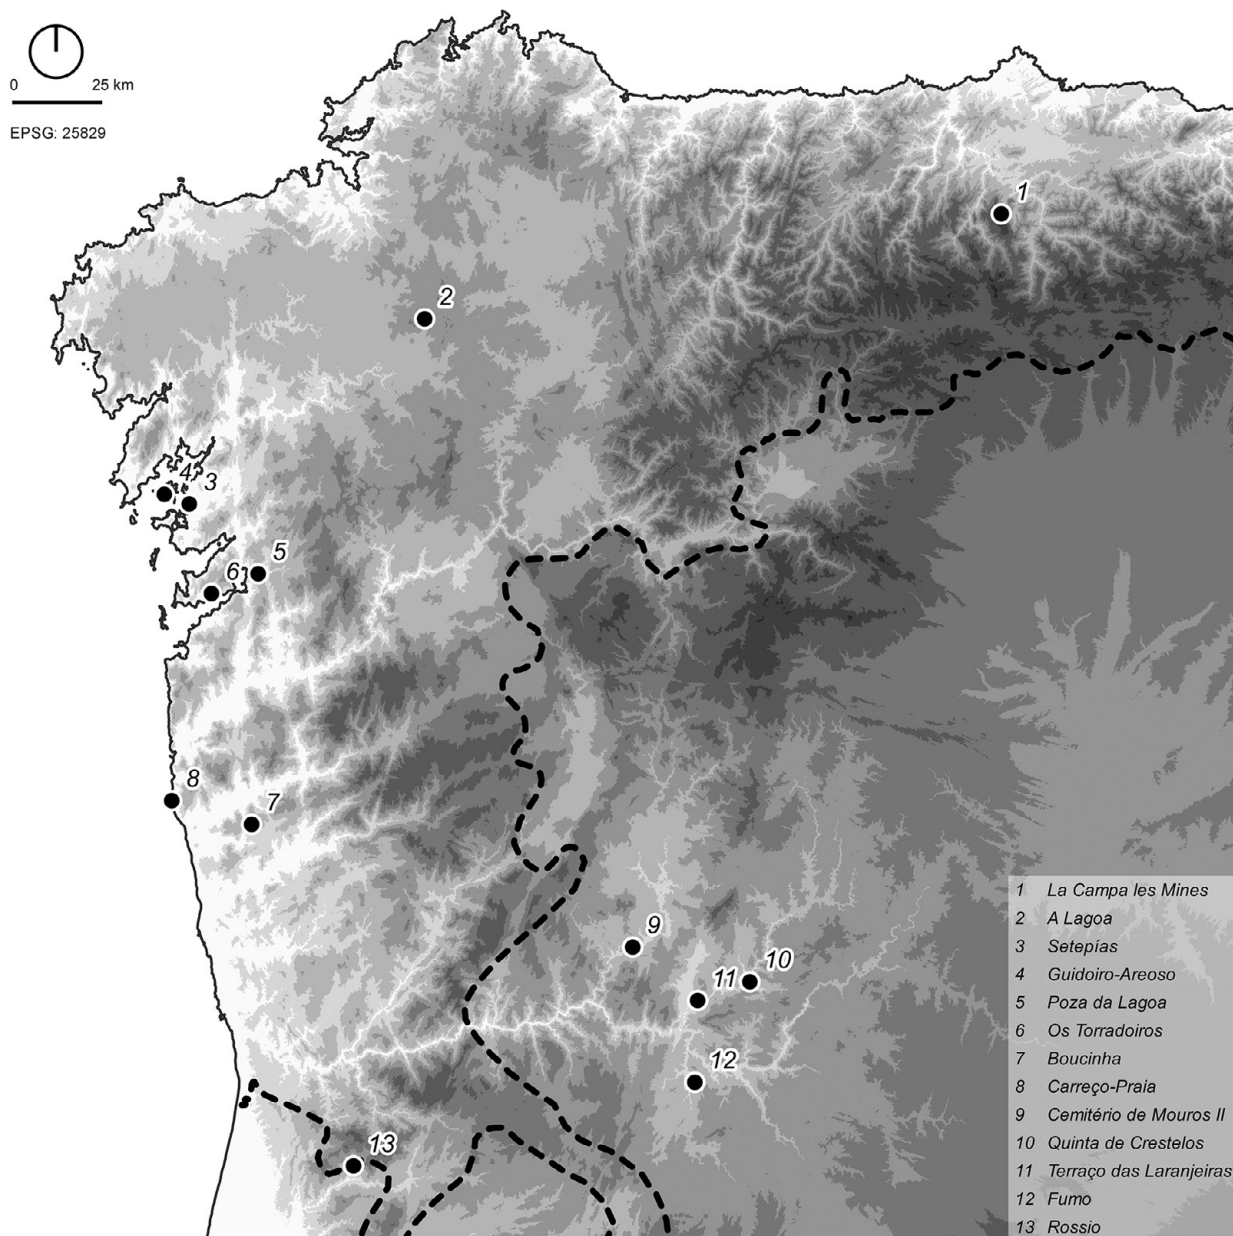 0 25 km
EPSG: 25829
1
2
4
3
5
6
8
7
9
10
11
12
13
1 La Campa les Mines
2 A Lagoa
3 Setepías
4 Guidoiro-Areoso
5 Poza da Lagoa
6 Os Torradoiros
7 Boucinha
8 Carreço-Praia
9 Cemitério de Mouros II
10 Quinta de Crestelos
11 Terraço das Laranjeiras
12 Fumo
13 Rossio